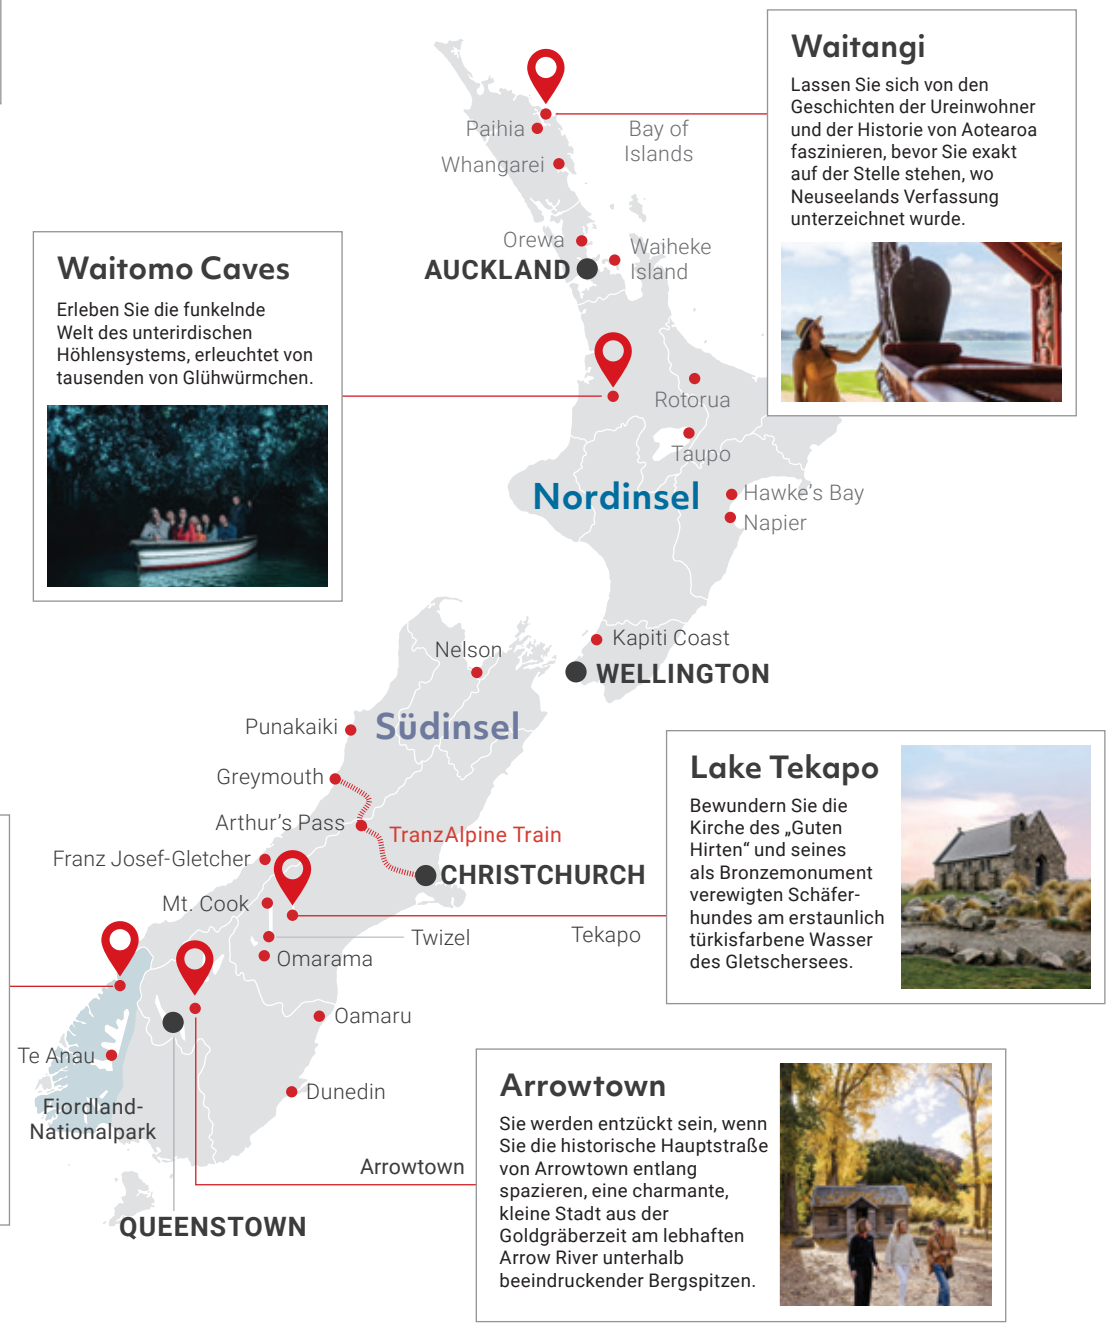 Waitangi
Lassen Sie sich von den
Geschichten der Ureinwohner
und der Historie von Aotearoa
faszinieren, bevor Sie exakt
auf der Stelle stehen, wo
Neuseelands Verfassung
unterzeichnet wurde.
Paihia
Bay of
Islands
Whangarei
Orewa
Waiheke
Island
AUCKLAND
Waitomo Caves
Erleben Sie die funkelnde
Welt des unterirdischen
Höhlensystems, erleuchtet von
tausenden von Glühwürmchen.
Rotorua
Taupo
Nordinsel
Hawke's Bay
Napier
Kapiti Coast
WELLINGTON
Nelson
Südinsel
Punakaiki
Greymouth
Arthur's Pass
TranzAlpine Train
Franz Josef-Gletcher
CHRISTCHURCH
Mt. Cook
Twizel
Tekapo
Omarama
Lake Tekapo
Bewundern Sie die
Kirche des „Guten
Hirten“ und seines
als Bronzemonument
verewigten Schäfer-
hundes am erstaunlich
türkisfarbene Wasser
des Gletschersees.
Oamaru
Te Anau
Dunedin
Fiordland-
Nationalpark
Arrowtown
QUEENSTOWN
Arrowtown
Sie werden entzückt sein, wenn
Sie die historische Hauptstraße
von Arrowtown entlang
spazieren, eine charmante,
kleine Stadt aus der
Goldgräberzeit am lebhaften
Arrow River unterhalb
beeindruckender Bergspitzen.